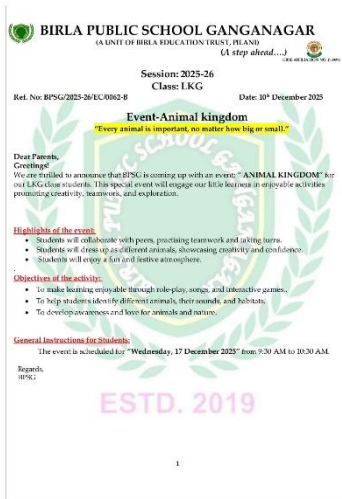 BIRLA PUBLIC SCHOOL GANGANAGAR
(A UNIT OF BIRLA EDUCATION TRUST, PILANI)
(A step ahead….)
Session: 2025-26
Class: LKG
Ref. No: BPSG/2025-26/EC/0062-B Date: 10th December 2025
Event-Animal kingdom
"Every animal is important, no matter how big or small."
Dear Parents,
Greetings!
We are thrilled to announce that BPSG is coming up with an event: " ANIMAL KINGDOM" for
our LKG class students. This special event will engage our little learners in enjoyable activities
promoting creativity, teamwork, and exploration.
Highlights of the event:
• Students will collaborate with peers, practising teamwork and taking turns.
• Students will dress up as different animals, showcasing creativity and confidence.
• Students will enjoy a fun and festive atmosphere.
Objectives of the activity:
• To make learning enjoyable through role-play, songs, and interactive games..
• To help students identify different animals, their sounds, and habitats.
• To develop awareness and love for animals and nature.
General Instructions for Students:
The event is scheduled for "Wednesday, 17 December 2025" from 9:30 AM to 10:30 AM.
Regards,
BPSG
ESTD. 2019
1